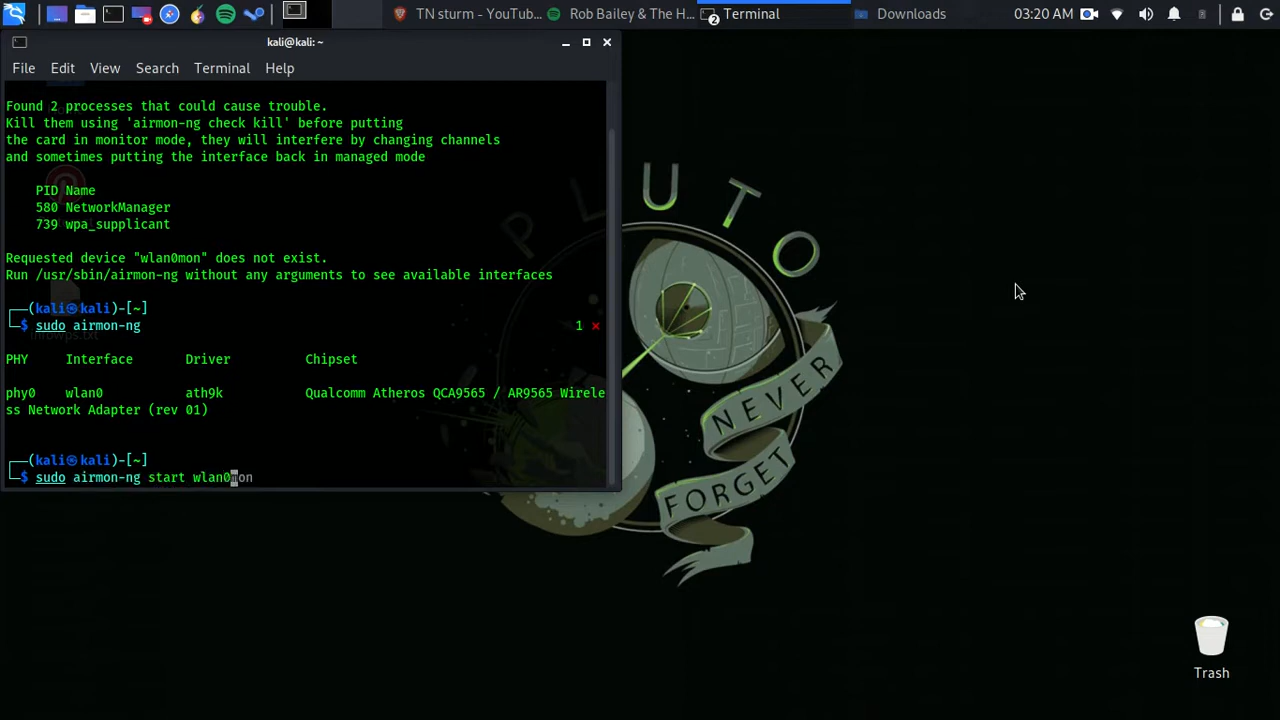 TN sturm - YouTub...
Rob Bailey & The H...
2
Terminal
Downloads
03:20 AM
kali@kali: ~
File Edit View Search Terminal Help
Found 2 processes that could cause trouble.
Kill them using 'airmon-ng check kill' before putting
the card in monitor mode, they will interfere by changing channels
and sometimes putting the interface back in managed mode
PID Name
580 NetworkManager
739 wpa_supplicant
Requested device "wlan0mon" does not exist.
Run /usr/sbin/airmon-ng without any arguments to see available interfaces
┌──(kali㉿kali)-[~]
└─$ sudo airmon-ng 1 ⨯
PHY Interface Driver Chipset
phy0 wlan0 ath9k Qualcomm Atheros QCA9565 / AR9565 Wirele
ss Network Adapter (rev 01)
┌──(kali㉿kali)-[~]
└─$ sudo airmon-ng start wlan0mon
PLUTO
NEVER
FORGET
Trash